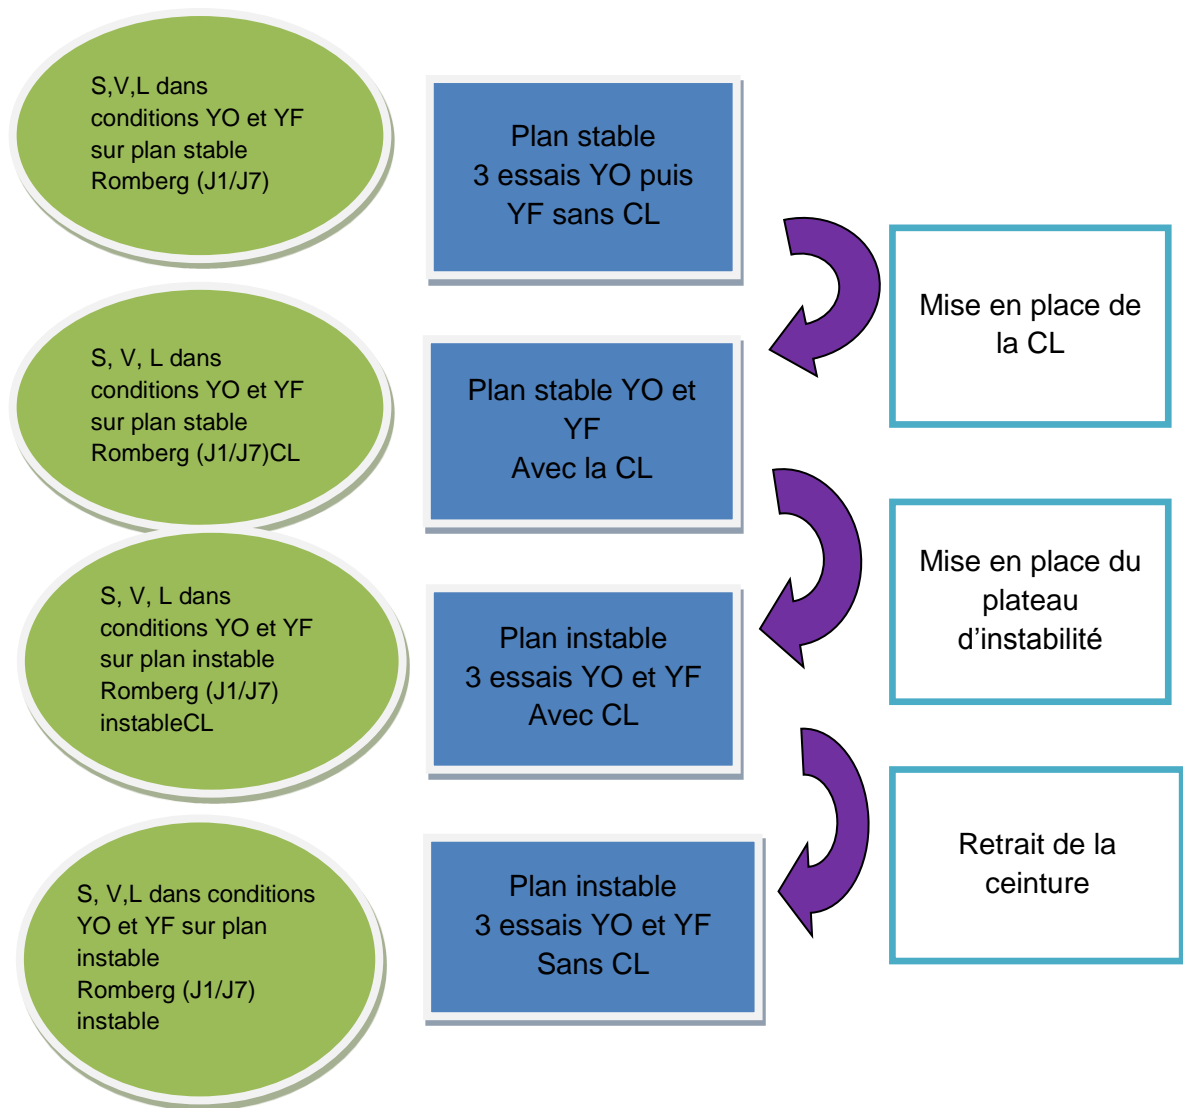 S,V,L dans
conditions YO et YF
sur plan stable
Romberg (J1/J7)
Plan stable
3 essais YO puis
YF sans CL
Mise en place de
la CL
S, V, L dans
conditions YO et YF
sur plan stable
Romberg (J1/J7)CL
Plan stable YO et
YF
Avec la CL
Mise en place du
plateau
d’instabilité
S, V, L dans
conditions YO et YF
sur plan instable
Romberg (J1/J7)
instableCL
Plan instable
3 essais YO et YF
Avec CL
Retrait de la
ceinture
S, V,L dans conditions
YO et YF sur plan
instable
Romberg (J1/J7)
instable
Plan instable
3 essais YO et YF
Sans CL